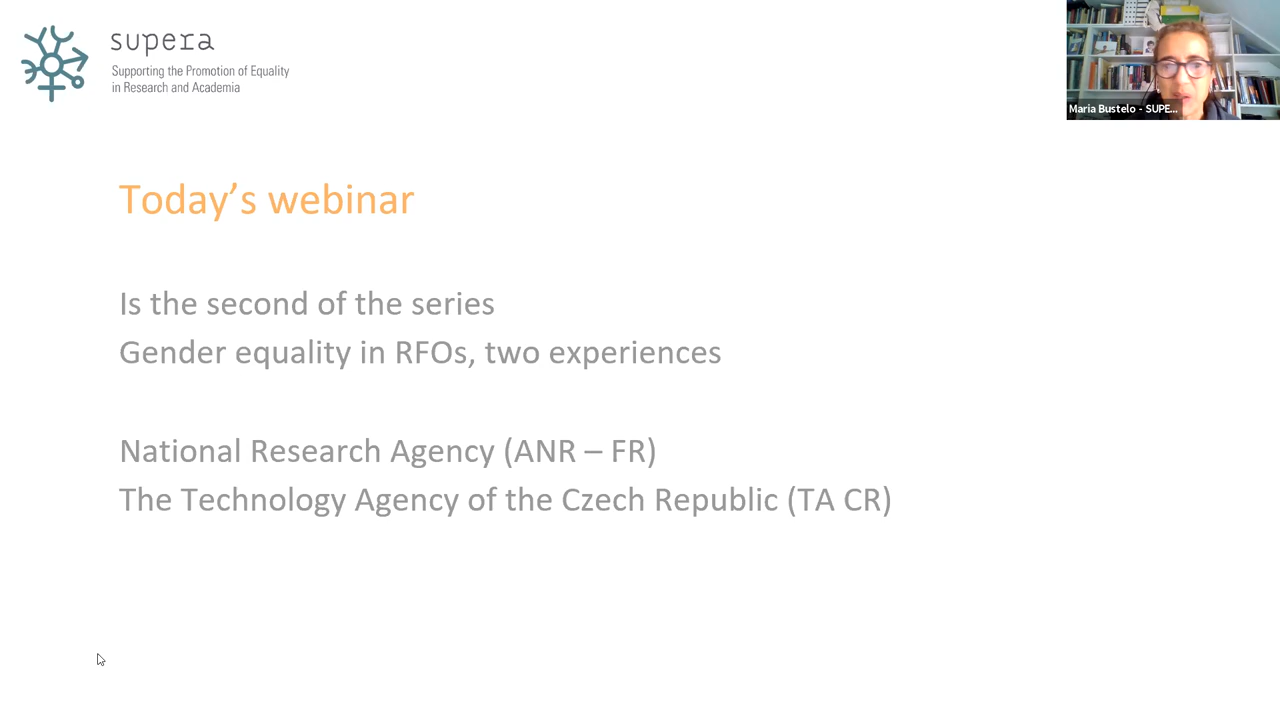 supera
Supporting the Promotion of Equality
in Research and Academia
María Bustelo - SUPE...
Today's webinar
Is the second of the series
Gender equality in RFOs, two experiences
National Research Agency (ANR – FR)
The Technology Agency of the Czech Republic (TA CR)